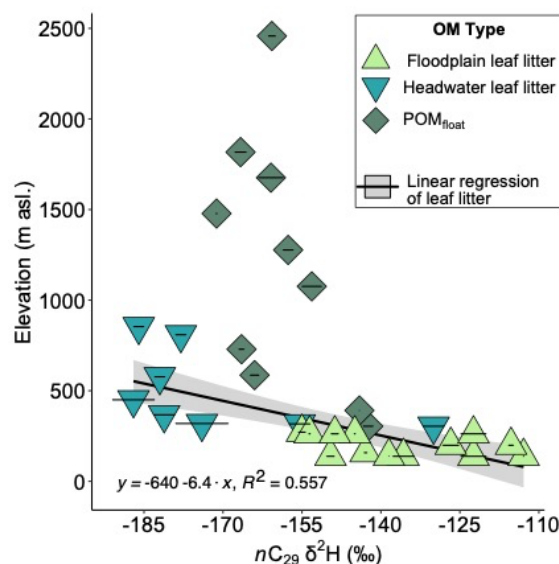 2500
2000
1500
1000
500
0
Elevation (m asl.)
OM Type
Floodplain leaf litter
Headwater leaf litter
POMfloat
Linear regression
of leaf litter
y = -640 -6.4 · x, R² = 0.557
-185 -170 -155 -140 -125 -110
nC₂₉ δ²H (‰)